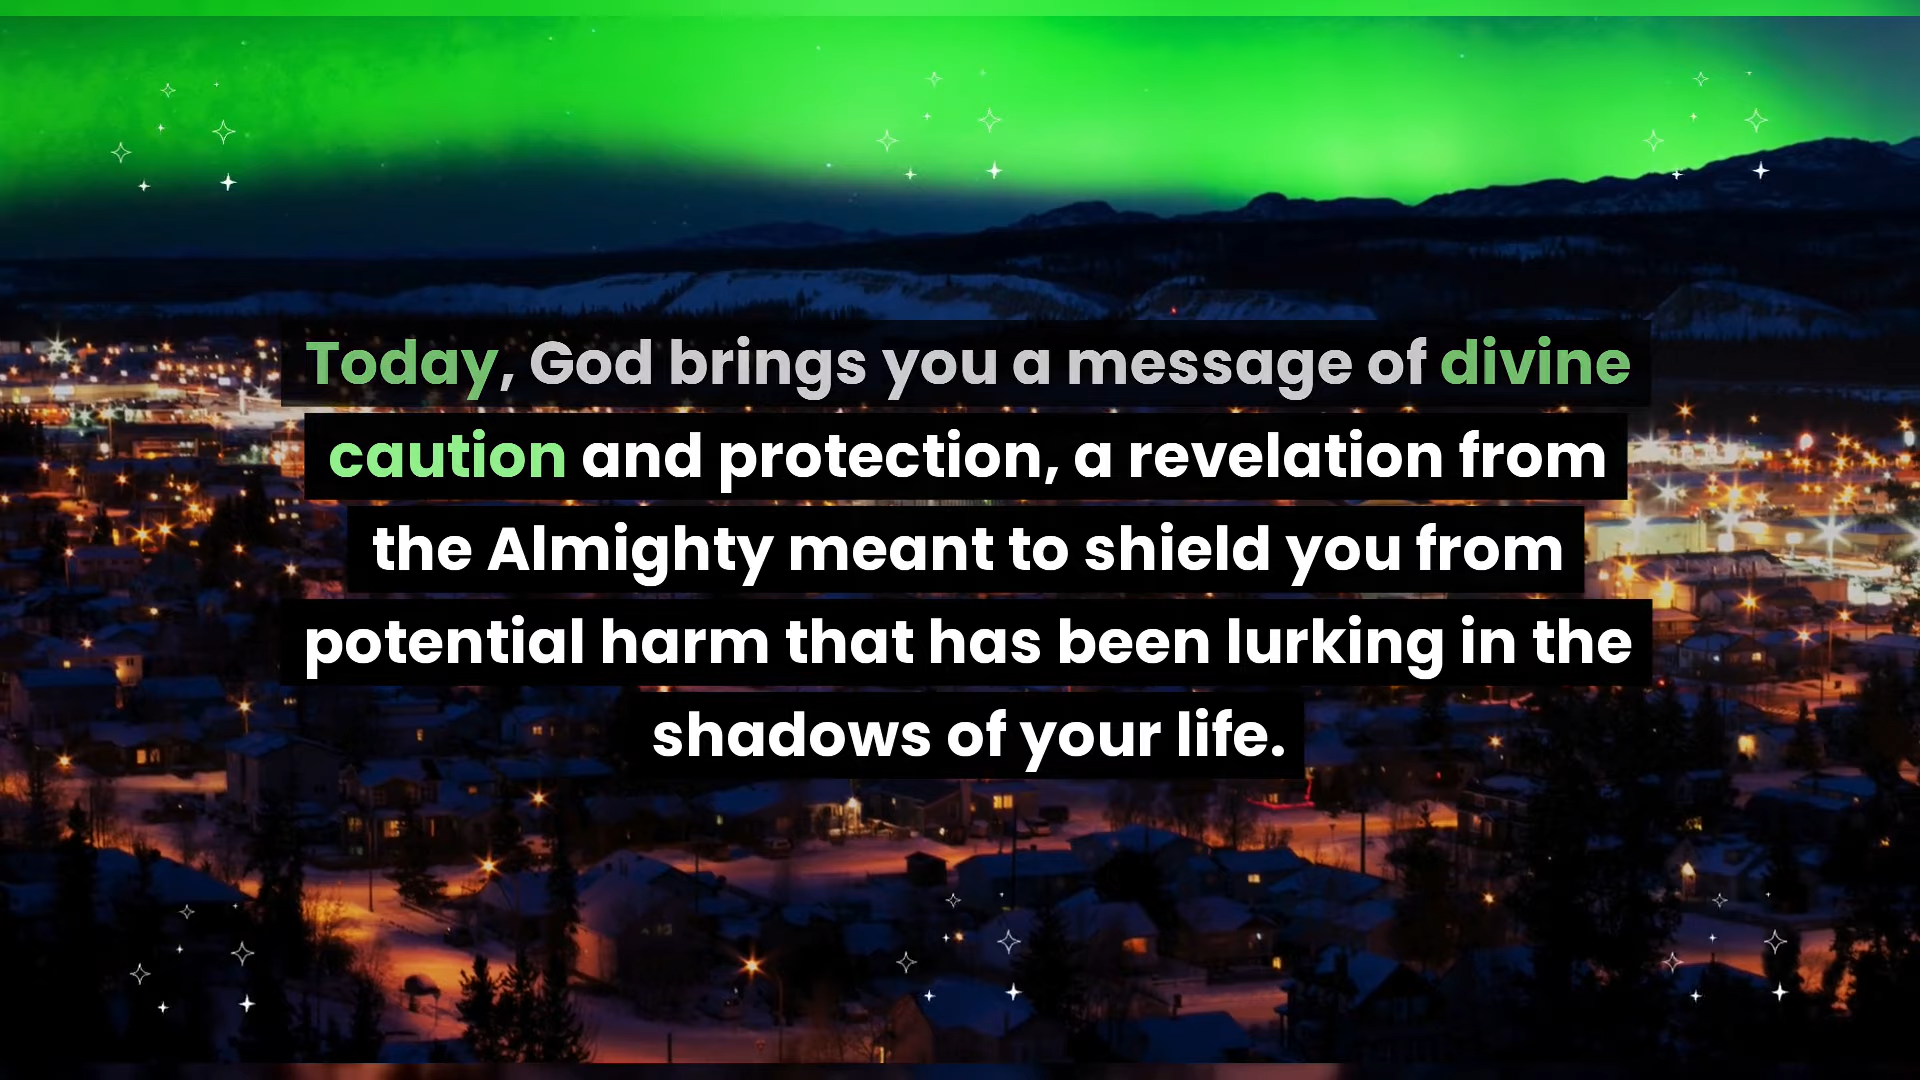 Today, God brings you a message of divine
caution and protection, a revelation from
the Almighty meant to shield you from
potential harm that has been lurking in the
shadows of your life.